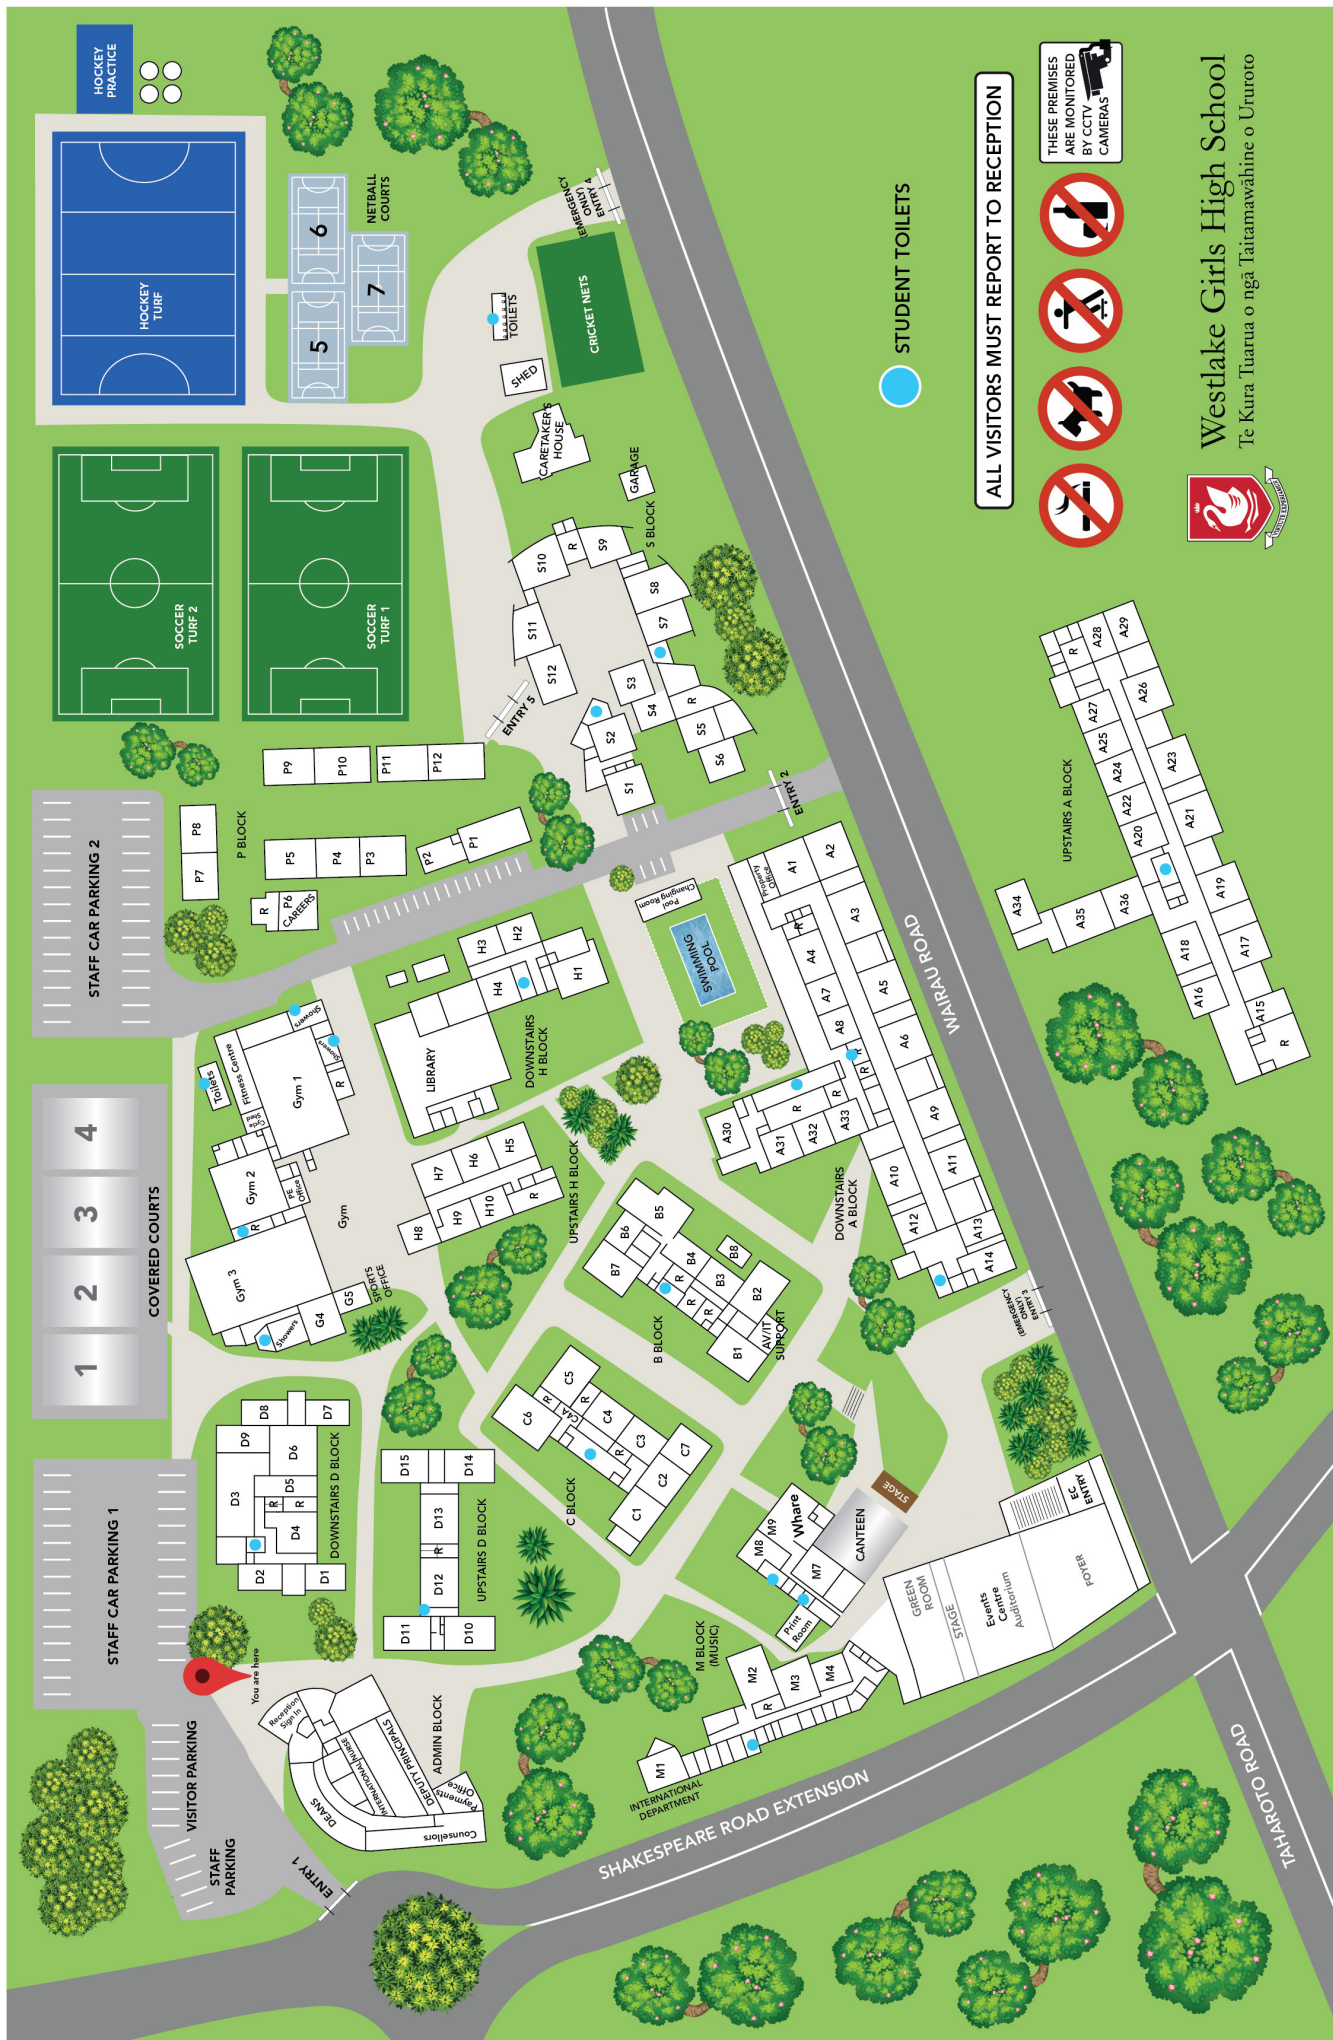 HOCKEY
PRACTICE
HOCKEY
TURF
NETBALL
COURTS
5
6
7
(EMERGENCY
ONLY)
ENTRY 4
TOILETS
CRICKET NETS
SHED
CARETAKER'S
HOUSE
GARAGE
S BLOCK
SOCCER
TURF 2
SOCCER
TURF 1
S1
S2
S3
S4
S5
S6
S7
S8
S9
S10
S11
S12
R
R
ENTRY 5
ENTRY 2
STAFF CAR PARKING 2
P BLOCK
P1
P2
P3
P4
P5
P6
CAREERS
R
P7
P8
P9
P10
P11
P12
COVERED COURTS
1
2
3
4
Toilets
Fitness Centre
Cycle
Shed
Showers
Showers
R
Gym 1
Gym 2
PE
Office
R
Gym 3
Gym
Showers
G4
G5
SPORTS
OFFICE
LIBRARY
H1
H2
H3
H4
DOWNSTAIRS
H BLOCK
H5
H6
H7
H8
H9
H10
R
UPSTAIRS H BLOCK
Pool
Changing Room
SWIMMING
POOL
Property
Office
A1
A2
A3
A4
A5
A6
A7
A8
A9
A10
A11
A12
A13
A14
R
R
R
R
A30
A31
A32
A33
DOWNSTAIRS
A BLOCK
(EMERGENCY
ONLY)
ENTRY 3
WAIRAU ROAD
UPSTAIRS A BLOCK
A15
A16
A17
A18
A19
A20
A21
A22
A23
A24
A25
A26
A27
A28
A29
A34
A35
A36
R
R
B BLOCK
B1
B2
B3
B4
B5
B6
B7
B8
R
R
R
AV/IT
SUPPORT
C BLOCK
C1
C2
C3
C4
C4A
C5
C6
C7
R
R
R
STAFF CAR PARKING 1
DOWNSTAIRS D BLOCK
D1
D2
D3
D4
D5
D6
D7
D8
D9
R
R
UPSTAIRS D BLOCK
D10
D11
D12
D13
D14
D15
R
You are here
VISITOR PARKING
STAFF
PARKING
ENTRY 1
Reception
Sign In
NURSE
INTERNATIONAL
DEANS
DEPUTY PRINCIPALS
Payments
Office
Counsellors
ADMIN BLOCK
M BLOCK
(MUSIC)
M1
M2
M3
M4
R
INTERNATIONAL
DEPARTMENT
M7
M8
M9
Whare
Print
Room
CANTEEN
STAGE
GREEN
ROOM
STAGE
Events
Centre
Auditorium
FOYER
EC
ENTRY
SHAKESPEARE ROAD EXTENSION
TAHAROTO ROAD
STUDENT TOILETS
ALL VISITORS MUST REPORT TO RECEPTION
THESE PREMISES
ARE MONITORED
BY CCTV
CAMERAS
Westlake Girls High School
Te Kura Tuarua o ngā Taitamawāhine o Ururoto